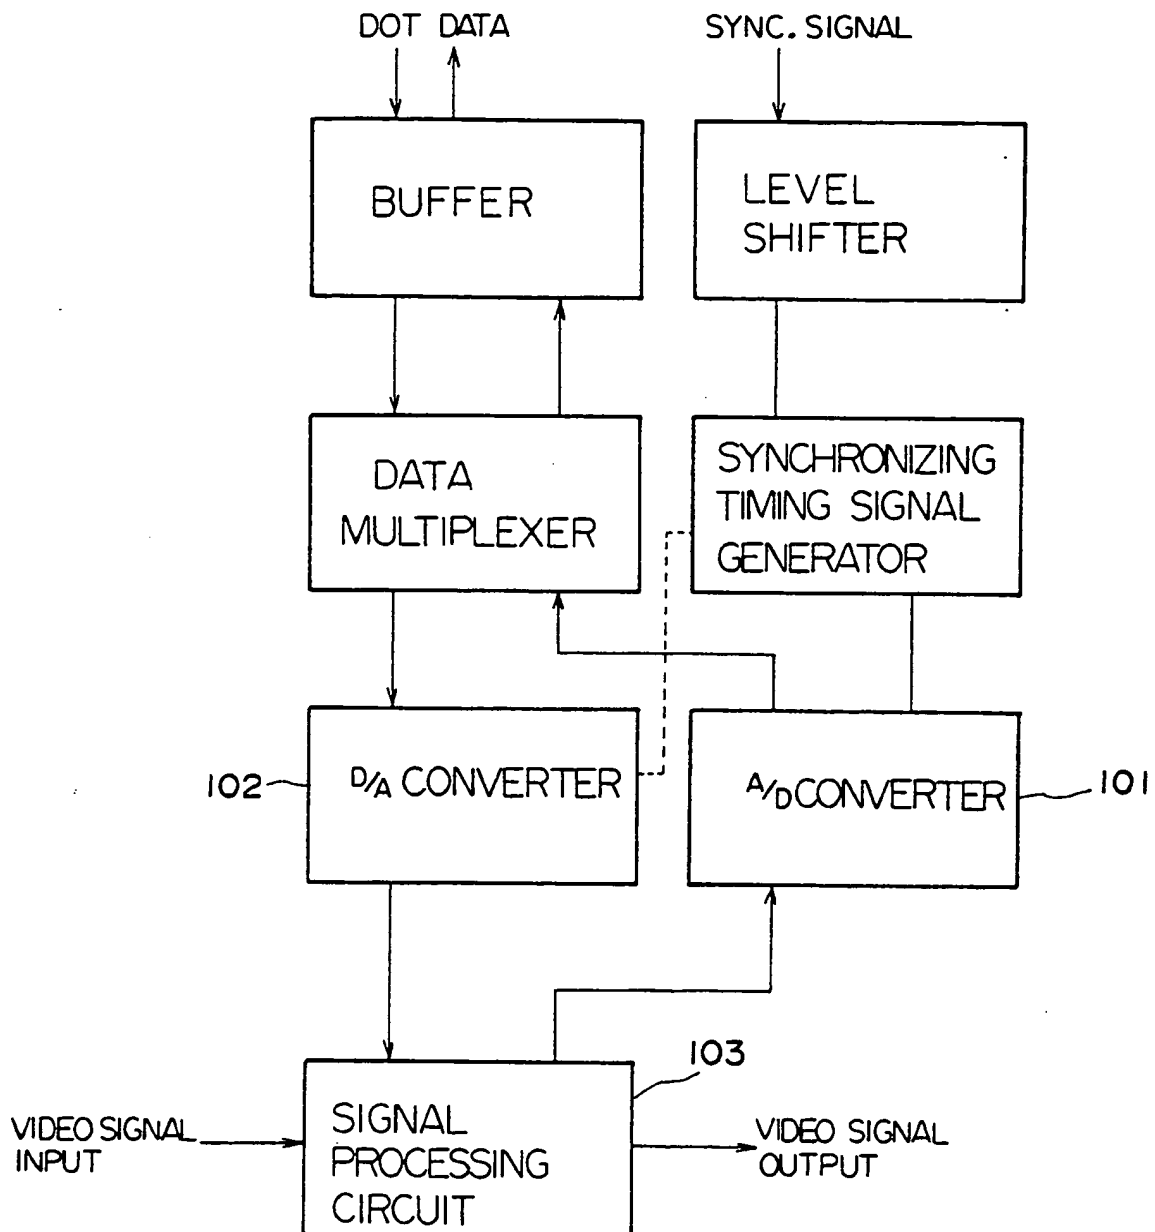 DOT DATA
SYNC. SIGNAL
BUFFER
LEVEL
SHIFTER
DATA
MULTIPLEXER
SYNCHRONIZING
TIMING SIGNAL
GENERATOR
102
D/A CONVERTER
A/D CONVERTER
101
103
VIDEO SIGNAL
INPUT
SIGNAL
PROCESSING
CIRCUIT
VIDEO SIGNAL
OUTPUT